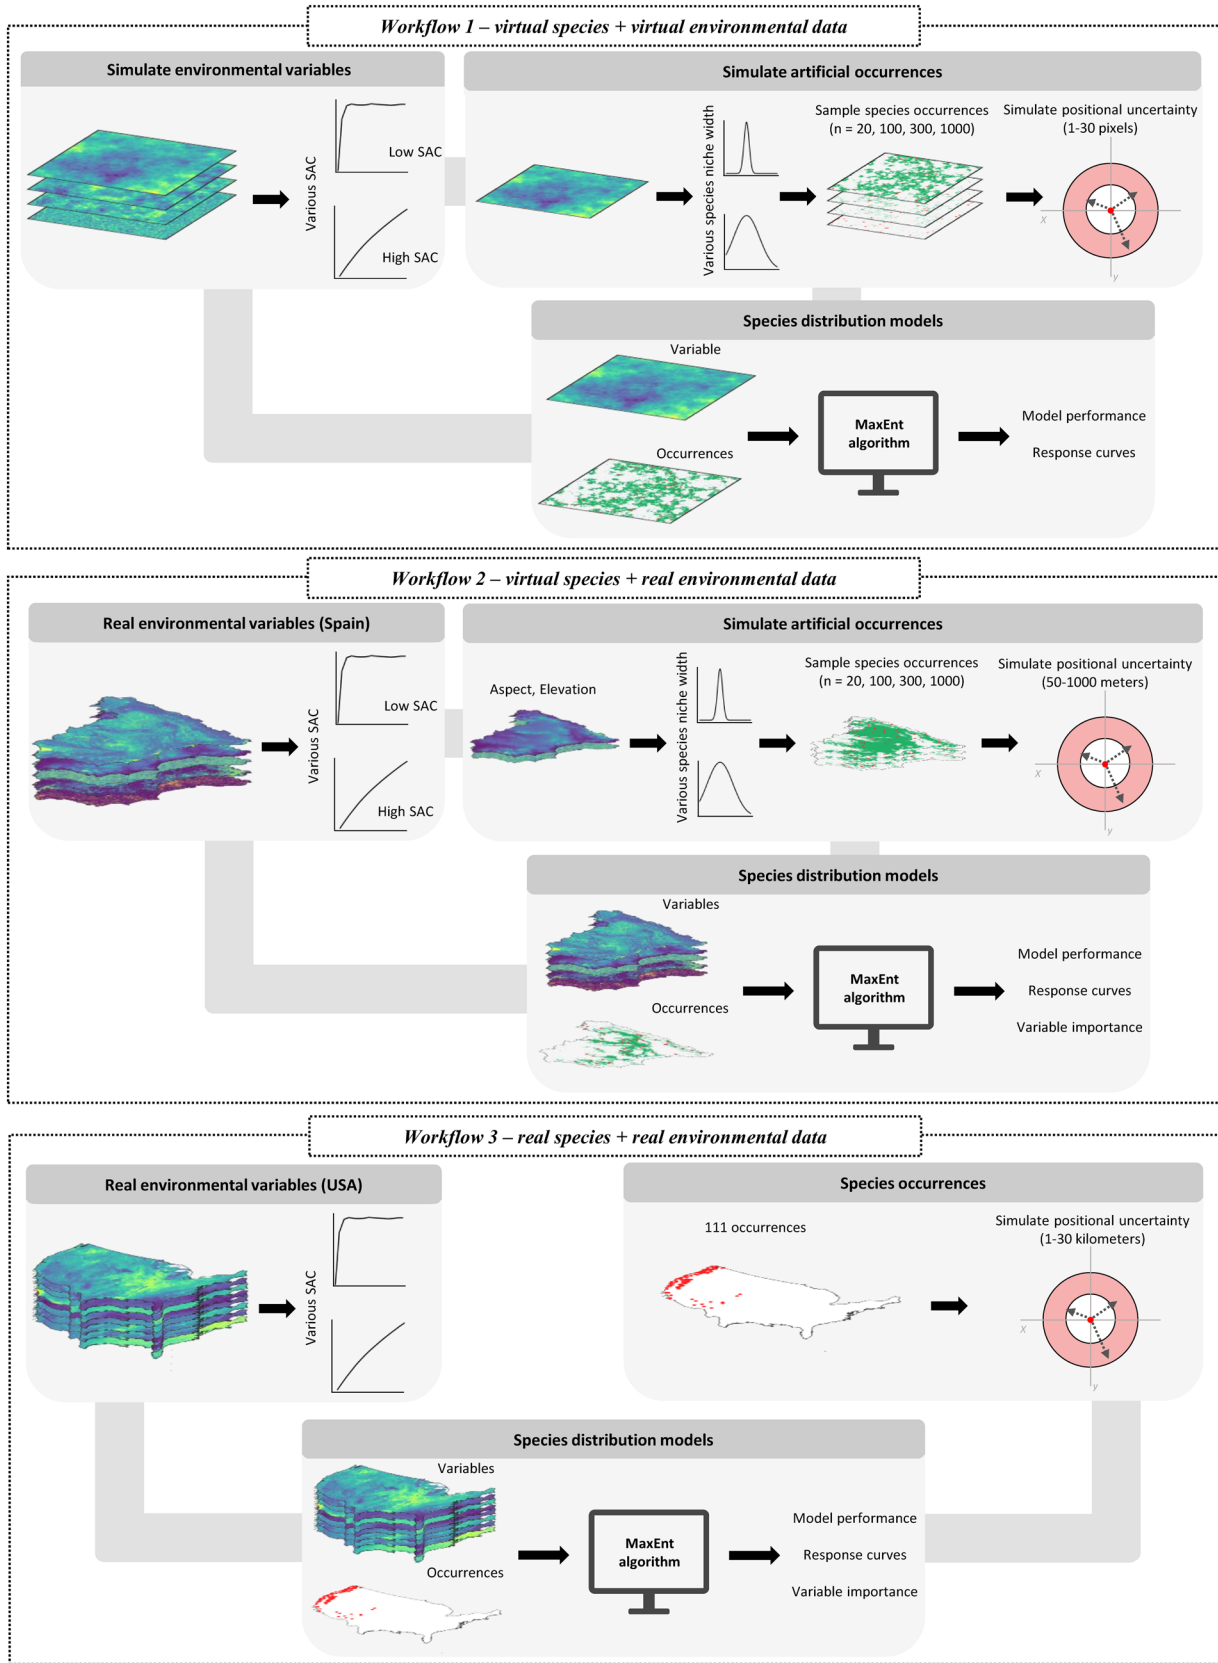 Workflow 1 – virtual species + virtual environmental data
Simulate environmental variables
Various SAC
Low SAC
High SAC
Simulate artificial occurrences
Various species niche width
Sample species occurrences
(n = 20, 100, 300, 1000)
Simulate positional uncertainty
(1-30 pixels)
X
y
Species distribution models
Variable
Occurrences
MaxEnt
algorithm
Model performance
Response curves
Workflow 2 – virtual species + real environmental data
Real environmental variables (Spain)
Various SAC
Low SAC
High SAC
Simulate artificial occurrences
Aspect, Elevation
Various species niche width
Sample species occurrences
(n = 20, 100, 300, 1000)
Simulate positional uncertainty
(50-1000 meters)
X
y
Species distribution models
Variables
Occurrences
MaxEnt
algorithm
Model performance
Response curves
Variable importance
Workflow 3 – real species + real environmental data
Real environmental variables (USA)
Various SAC
Species occurrences
111 occurrences
Simulate positional uncertainty
(1-30 kilometers)
X
y
Species distribution models
Variables
Occurrences
MaxEnt
algorithm
Model performance
Response curves
Variable importance